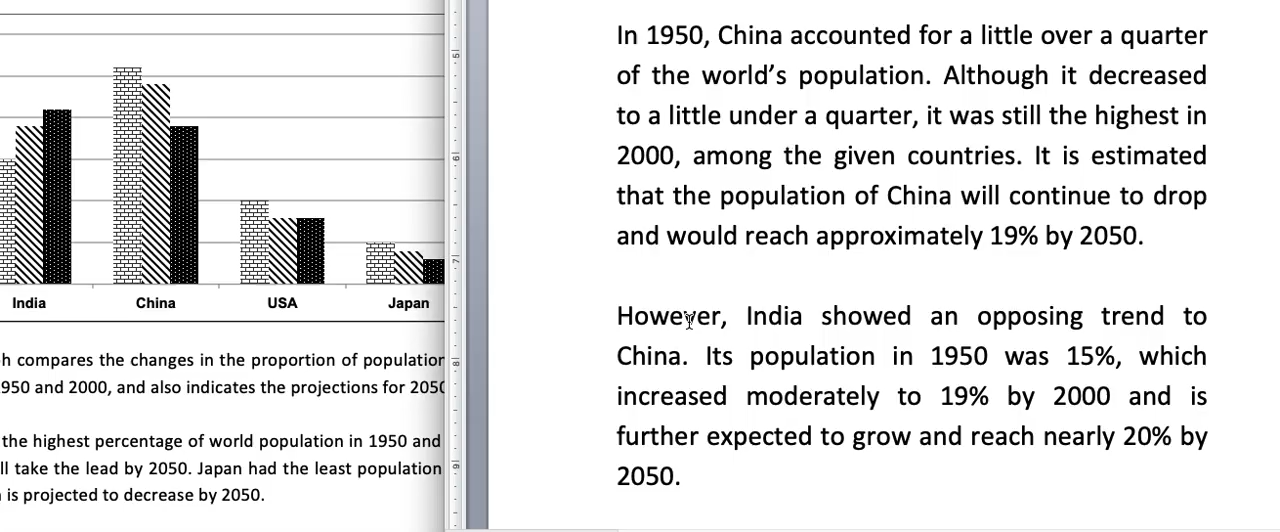 India
China
USA
Japan
compares the changes in the proportion of
and 2000, and also indicates the projections for
the highest percentage of world population in 1950 and
take the lead by 2050. Japan had the least population
is projected to decrease by 2050.
5
6
7
8
9
In 1950, China accounted for a little over a quarter
of the world’s population. Although it decreased
to a little under a quarter, it was still the highest in
2000, among the given countries. It is estimated
that the population of China will continue to drop
and would reach approximately 19% by 2050.
However, India showed an opposing trend to
China. Its population in 1950 was 15%, which
increased moderately to 19% by 2000 and is
further expected to grow and reach nearly 20% by
2050.